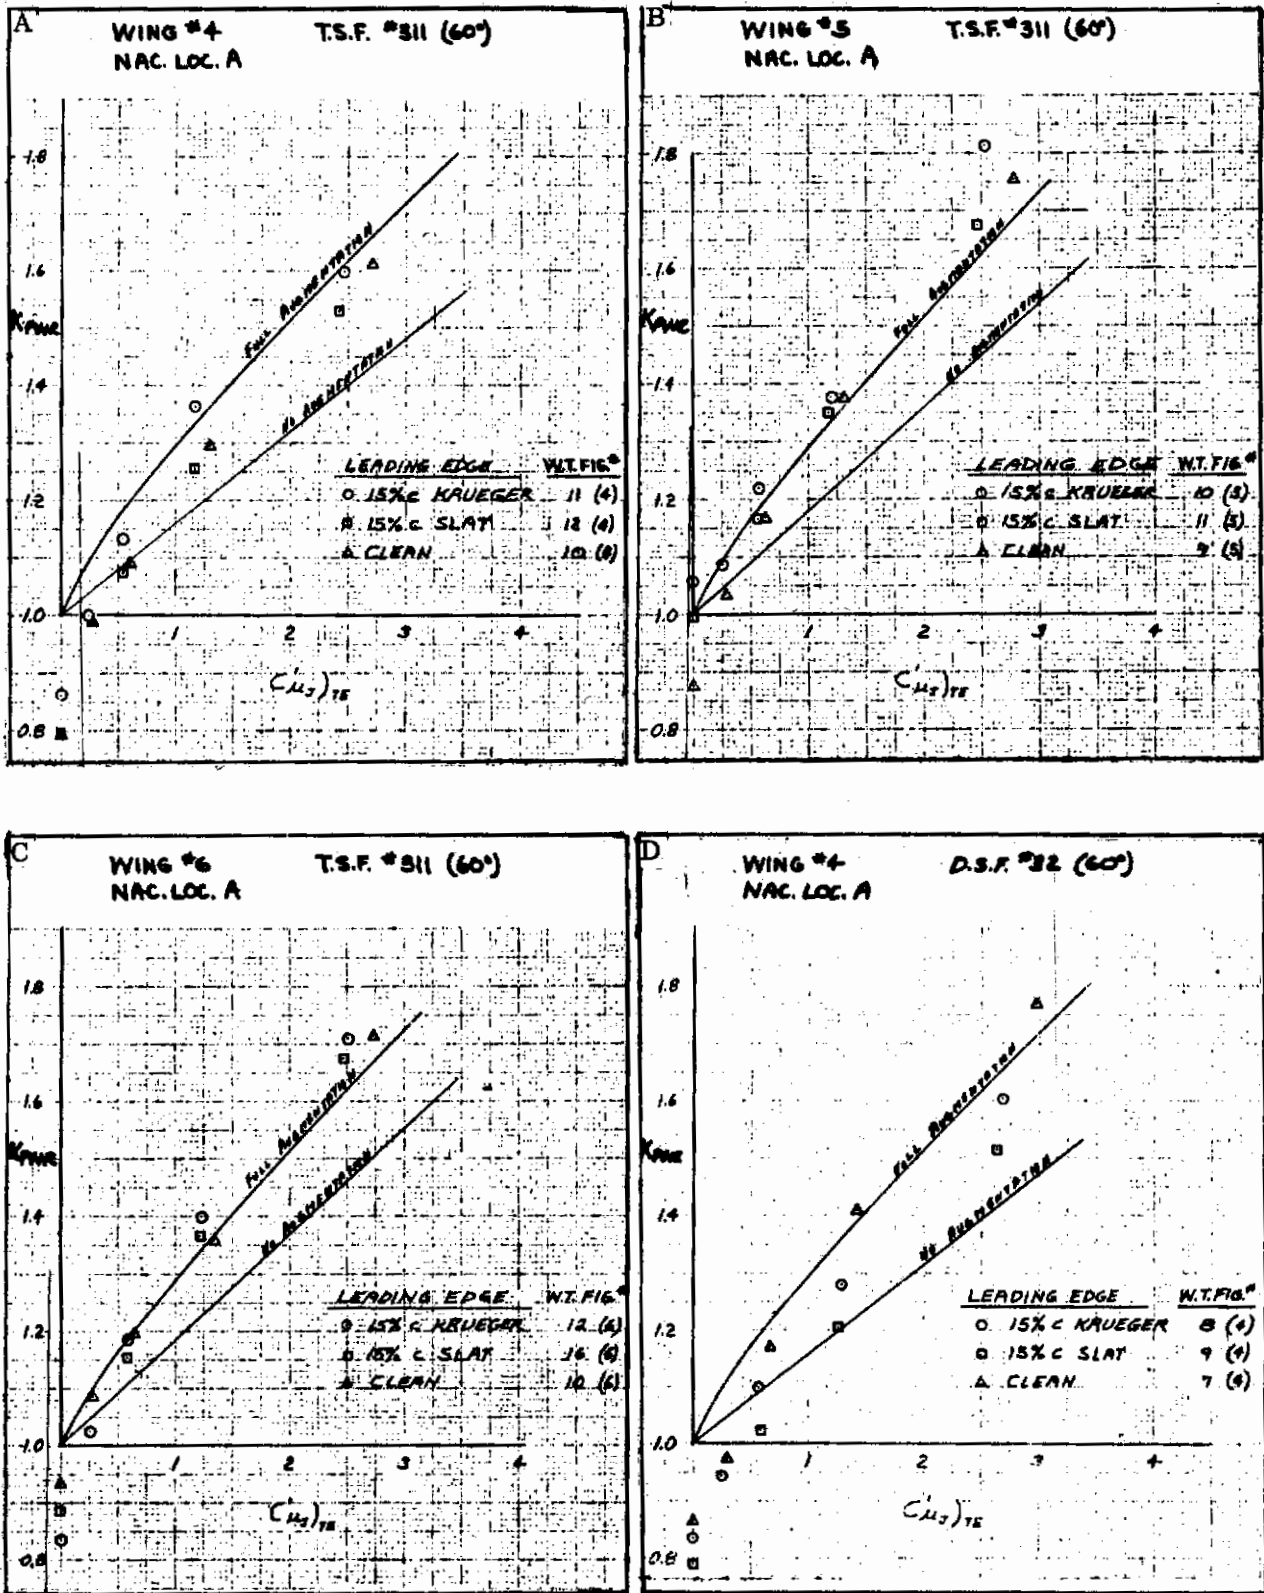 A
WING #4 T.S.F. #311 (60°)
NAC. LOC. A
1.8
1.6
KPWR
1.4
1.2
1.0
0.8
FULL AUGMENTATION
NO AUGMENTATION
LEADING EDGE W.T.FIG#
15% c KRUEGER 11 (4)
15% c SLAT 12 (4)
CLEAN 10
1 2 3 4
C'μJ)TE
B
WING #5 T.S.F. #311 (60°)
NAC. LOC. A
1.8
1.6
KPWR
1.4
1.2
1.0
0.8
FULL AUGMENTATION
NO AUGMENTATION
LEADING EDGE W.T.FIG#
15% c KRUEGER 10 (5)
15% c SLAT 11 (5)
CLEAN 9 (5)
1 2 3 4
C'μJ)TE
C
WING #6 T.S.F. #311 (60°)
NAC. LOC. A
1.8
1.6
KPWR
1.4
1.2
1.0
0.8
FULL AUGMENTATION
NO AUGMENTATION
LEADING EDGE W.T.FIG#
15% c KRUEGER 12 (6)
15% c SLAT 16 (6)
CLEAN 10 (6)
1 2 3 4
C'μJ)TE
D
WING #4 D.S.F. #32 (60°)
NAC. LOC. A
1.8
1.6
KPWR
1.4
1.2
1.0
0.8
FULL AUGMENTATION
NO AUGMENTATION
LEADING EDGE W.T.FIG#
15% c KRUEGER 8 (4)
15% c SLAT 9 (4)
CLEAN 7 (4)
1 2 3 4
C'μJ)TE